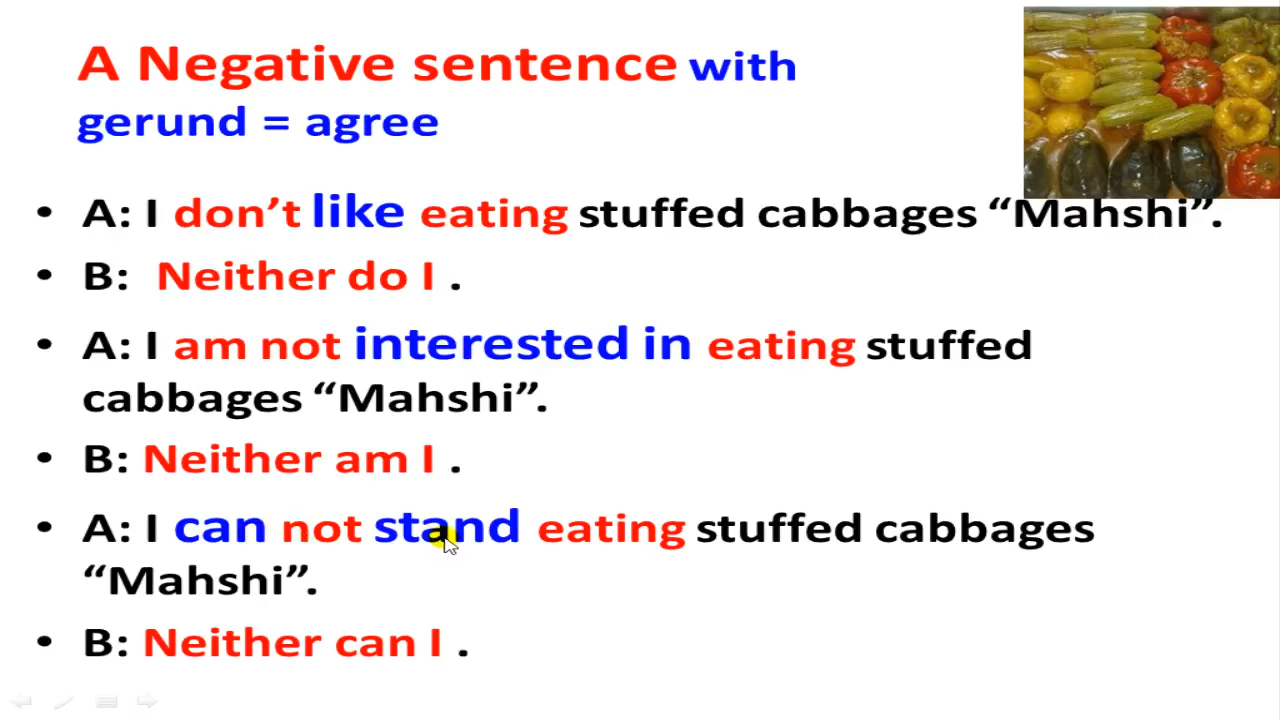 A Negative sentence with
gerund = agree
• A: I don’t like eating stuffed cabbages “Mahshi”.
• B: Neither do I .
• A: I am not interested in eating stuffed
cabbages “Mahshi”.
• B: Neither am I .
• A: I can not stand eating stuffed cabbages
“Mahshi”.
• B: Neither can I .